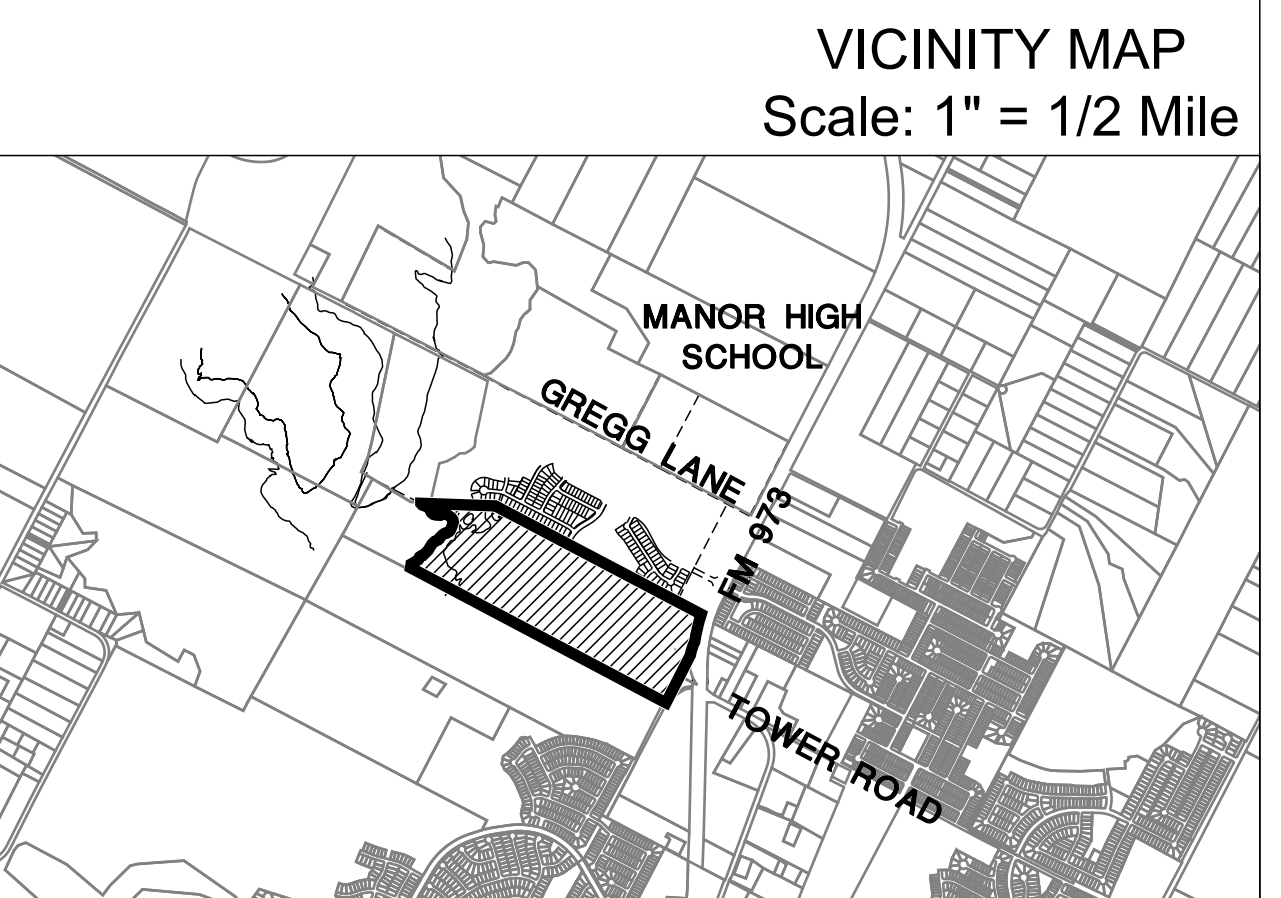 VICINITY MAP
Scale: 1" = 1/2 Mile
MANOR HIGH
SCHOOL
GREGG LANE
FM 973
TOWER ROAD